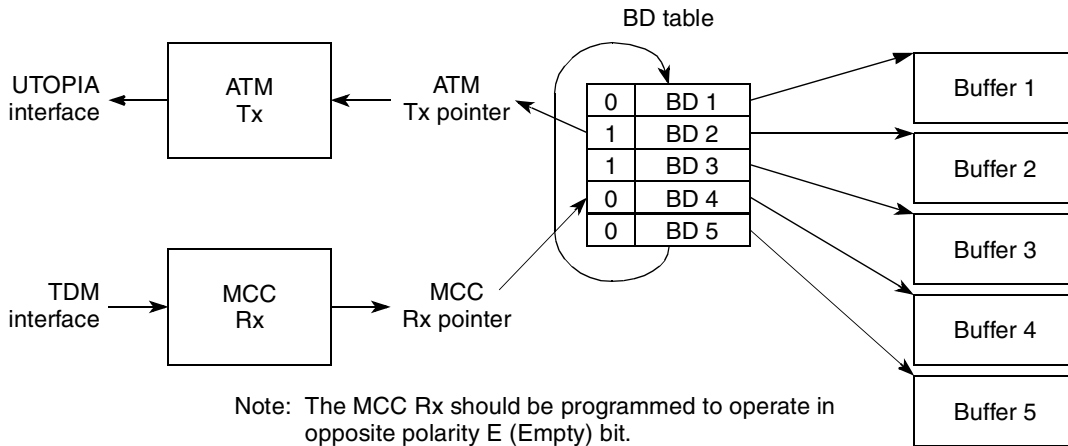 BD table
UTOPIA
interface
ATM
Tx
ATM
Tx pointer
0 BD 1
1 BD 2
1 BD 3
0 BD 4
0 BD 5
Buffer 1
Buffer 2
Buffer 3
Buffer 4
Buffer 5
TDM
interface
MCC
Rx
MCC
Rx pointer
Note: The MCC Rx should be programmed to operate in
opposite polarity E (Empty) bit.